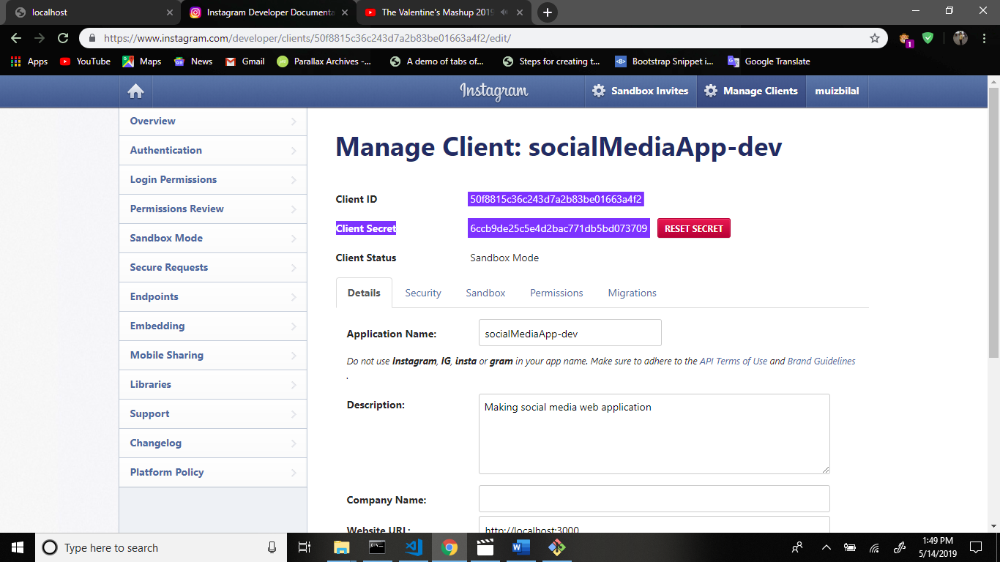 localhost
Instagram Developer Documenta
The Valentine's Mashup 2019
https://www.instagram.com/developer/clients/50f8815c36c243d7a2b83be01663a4f2/edit/
1
Apps
YouTube
Maps
News
Gmail
Parallax Archives -...
A demo of tabs of...
Steps for creating t...
Bootstrap Snippet i...
Google Translate
Instagram
Sandbox Invites
Manage Clients
muizbilal
Overview
Authentication
Login Permissions
Permissions Review
Sandbox Mode
Secure Requests
Endpoints
Embedding
Mobile Sharing
Libraries
Support
Changelog
Platform Policy
Manage Client: socialMediaApp-dev
Client ID 50f8815c36c243d7a2b83be01663a4f2
Client Secret 6ccb9de25c5e4d2bac771db5bd073709 RESET SECRET
Client Status Sandbox Mode
Details Security Sandbox Permissions Migrations
Application Name: socialMediaApp-dev
Do not use Instagram, IG, insta or gram in your app name. Make sure to adhere to the API Terms of Use and Brand Guidelines
.
Description: Making social media web application
Company Name:
Website URL: http://localhost:3000
Type here to search
1:49 PM
5/14/2019